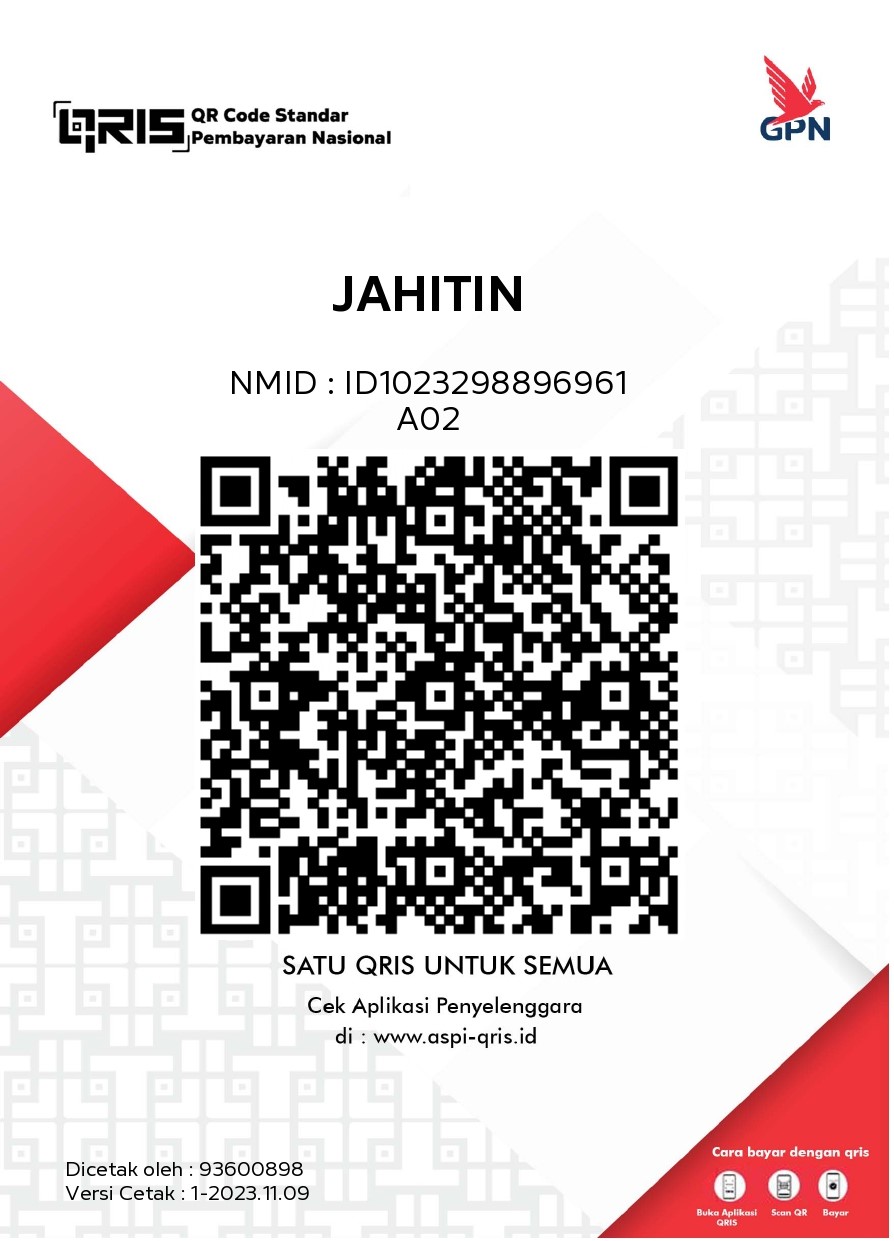 QRIS QR Code Standar
Pembayaran Nasional
GPN
JAHITIN
NMID : ID1023298896961
A02
SATU QRIS UNTUK SEMUA
Cek Aplikasi Penyelenggara
di : www.aspi-qris.id
Dicetak oleh : 93600898
Versi Cetak : 1-2023.11.09
Cara bayar dengan qris
Buka Aplikasi QRIS
Scan QR
Bayar